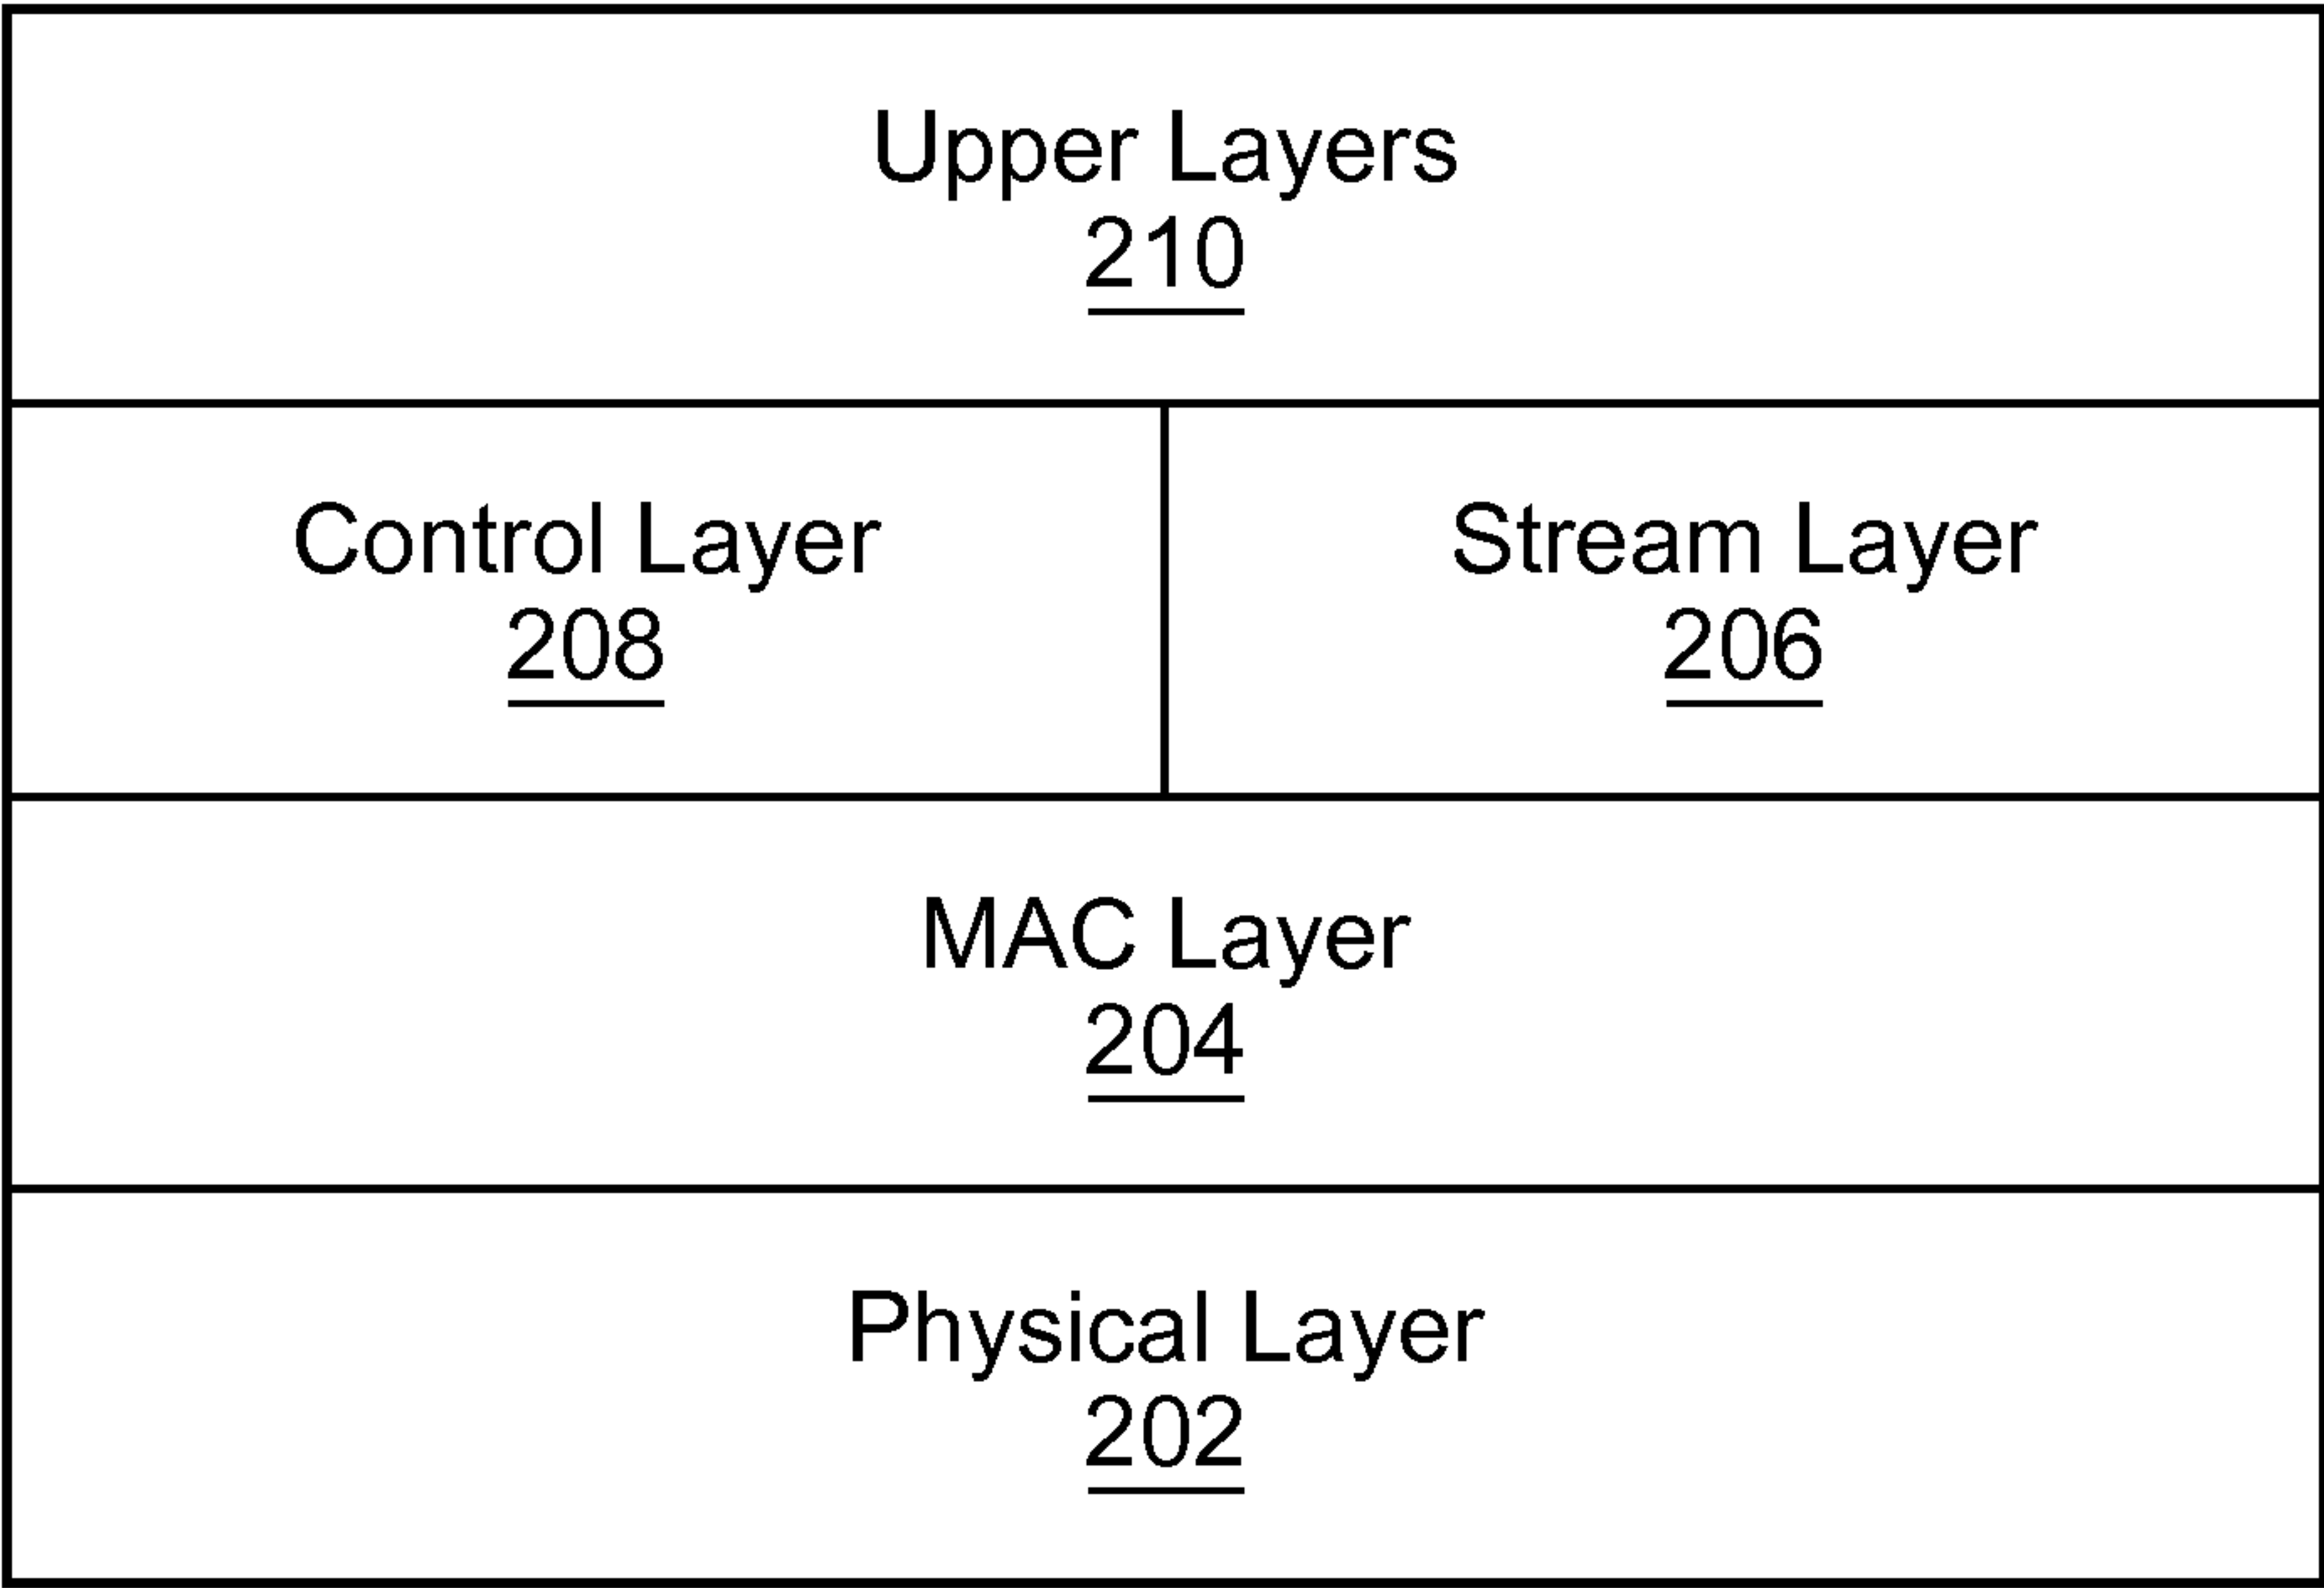 Upper Layers
210
Control Layer
208
Stream Layer
206
MAC Layer
204
Physical Layer
202